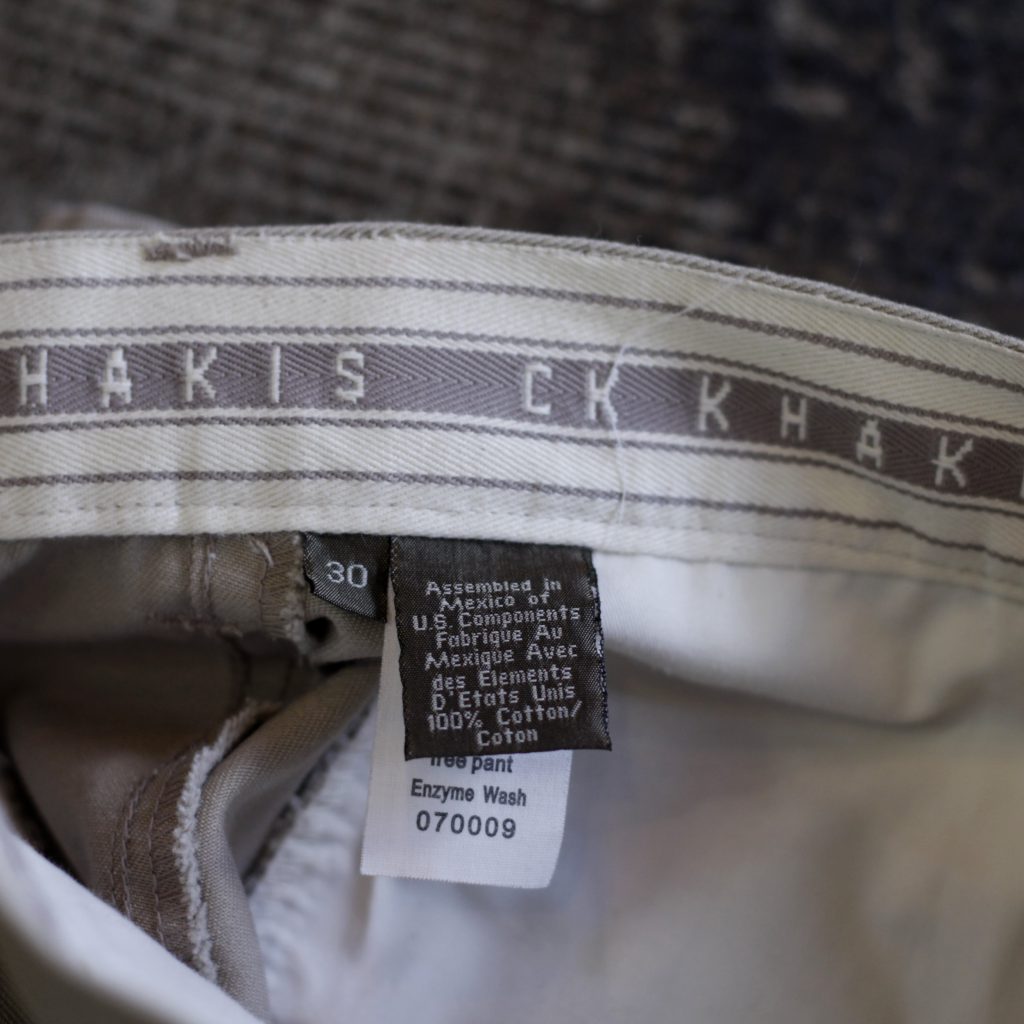 HAKIS CK KHAK
30
Assembled in
Mexico of
U.S. Components
Fabrique Au
Mexique Avec
des Elements
D'Etats Unis
100% Cotton/
Coton
free pant
Enzyme Wash
070009